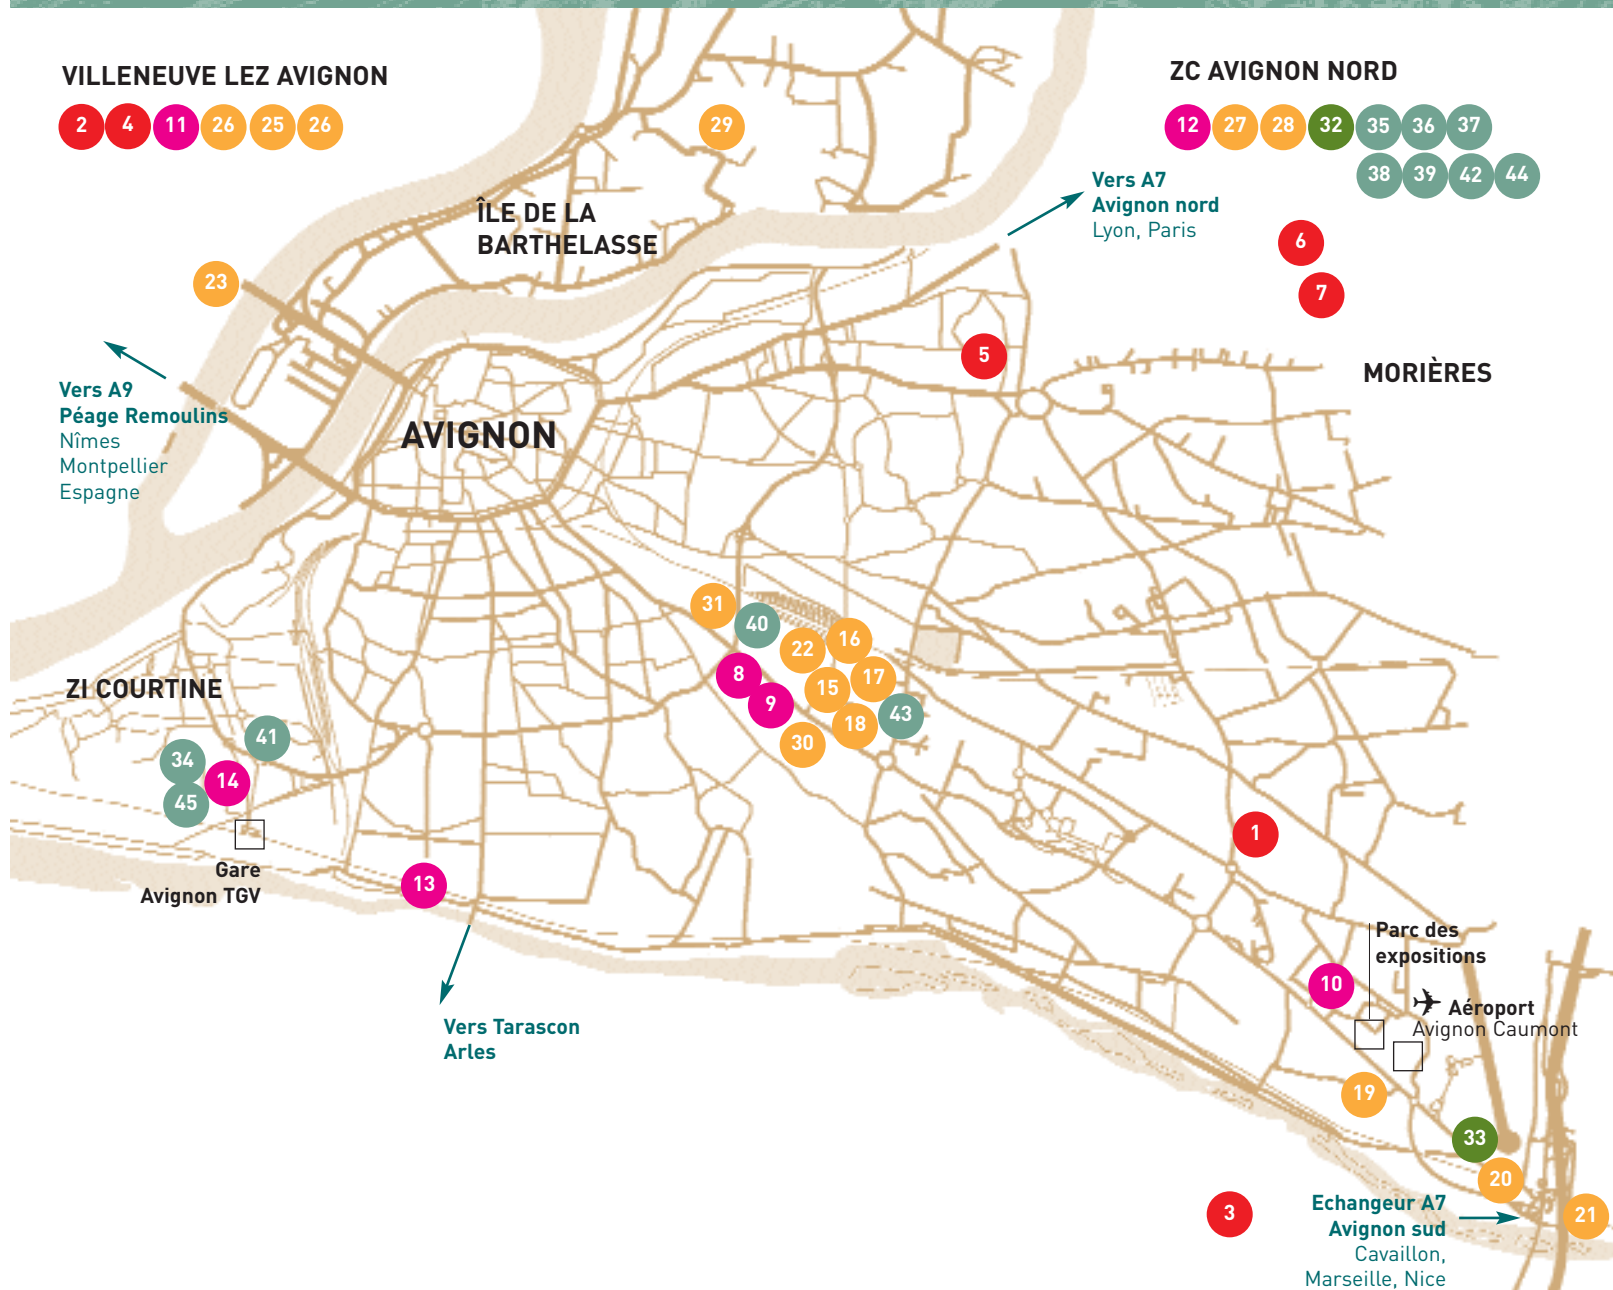 VILLENEUVE LEZ AVIGNON
2 4 11 26 25 26
ZC AVIGNON NORD
12 27 28 32 35 36 37
38 39 42 44
29
Vers A7
Avignon nord
Lyon, Paris
ÎLE DE LA
BARTHELASSE
6
7
23
5
MORIÈRES
Vers A9
Péage Remoulins
Nîmes
Montpellier
Espagne
AVIGNON
31
40
22
16
8
15
17
9
18
43
30
ZI COURTINE
41
34
14
45
Gare
Avignon TGV
13
1
Parc des
expositions
10
Aéroport
Avignon Caumont
Vers Tarascon
Arles
19
33
20
3
Echangeur A7
Avignon sud
Cavaillon,
Marseille, Nice
21